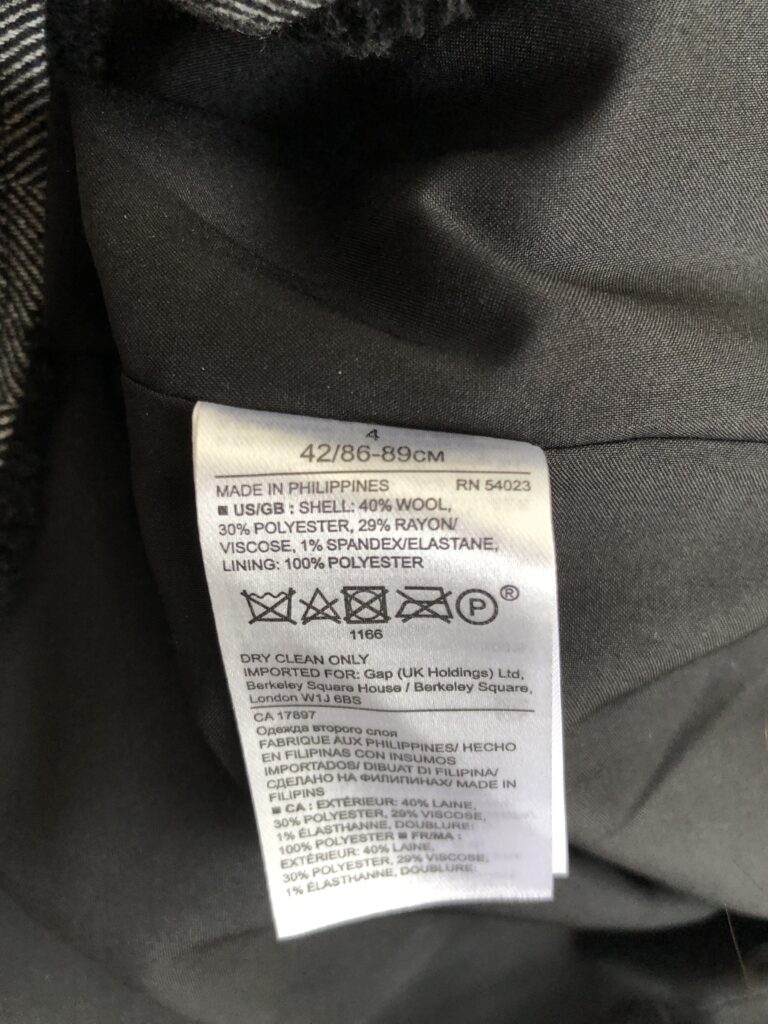 4
42/86-89см
MADE IN PHILIPPINES RN 54023
■ US/GB : SHELL: 40% WOOL,
30% POLYESTER, 29% RAYON/
VISCOSE, 1% SPANDEX/ELASTANE,
LINING: 100% POLYESTER
P ®
1166
DRY CLEAN ONLY
IMPORTED FOR: Gap (UK Holdings) Ltd,
Berkeley Square House / Berkeley Square,
London W1J 6BS
CA 17897
Одежда второго слоя
FABRIQUE AUX PHILIPPINES/ HECHO
EN FILIPINAS CON INSUMOS
IMPORTADOS/ DIBUAT DI FILIPINA/
СДЕЛАНО НА ФИЛИПИНАХ/ MADE IN
FILIPINS
■ CA : EXTÉRIEUR: 40% LAINE,
30% POLYESTER, 29% VISCOSE,
1% ÉLASTHANNE, DOUBLURE:
100% POLYESTER ■ FR/MA :
EXTÉRIEUR: 40% LAINE,
30% POLYESTER, 29% VISCOSE,
1% ÉLASTHANNE, DOUBLURE: